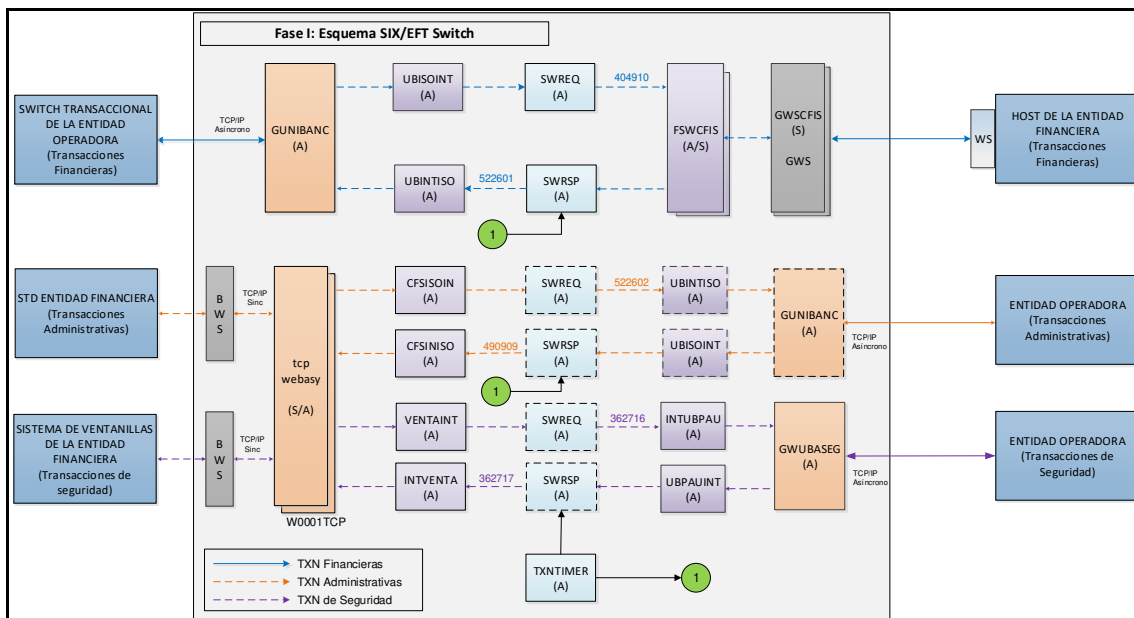 Fase I: Esquema SIX/EFT Switch
SWITCH TRANSACCIONAL
DE LA ENTIDAD
OPERADORA
(Transacciones
Financieras)
TCP/IP
Asíncrono
GUNIBANC
(A)
UBISOINT
(A)
SWREQ
(A)
404910
FSWCFIS
(A/S)
GWSCFIS
(S)
GWS
WS
HOST DE LA ENTIDAD
FINANCIERA
(Transacciones
Financieras)
UBINTISO
(A)
522601
SWRSP
(A)
1
STD ENTIDAD FINANCIERA
(Transacciones
Administrativas)
B
W
S
TCP/IP
Sinc
tcp
webasy
(S/A)
CFSISOIN
(A)
SWREQ
(A)
522602
UBINTISO
(A)
GUNIBANC
(A)
TCP/IP
Asíncrono
ENTIDAD OPERADORA
(Transacciones
Administrativas)
CFSINISO
(A)
490909
SWRSP
(A)
UBISOINT
(A)
1
SISTEMA DE VENTANILLAS
DE LA ENTIDAD
FINANCIERA
(Transacciones de
seguridad)
B
W
S
TCP/IP
Sinc
VENTAINT
(A)
SWREQ
(A)
362716
INTUBPAU
(A)
GWUBASEG
(A)
TCP/IP
Asíncrono
ENTIDAD OPERADORA
(Transacciones de
Seguridad)
INTVENTA
(A)
362717
SWRSP
(A)
UBPAUINT
(A)
W0001TCP
TXNTIMER
(A)
1
TXN Financieras
TXN Administrativas
TXN de Seguridad